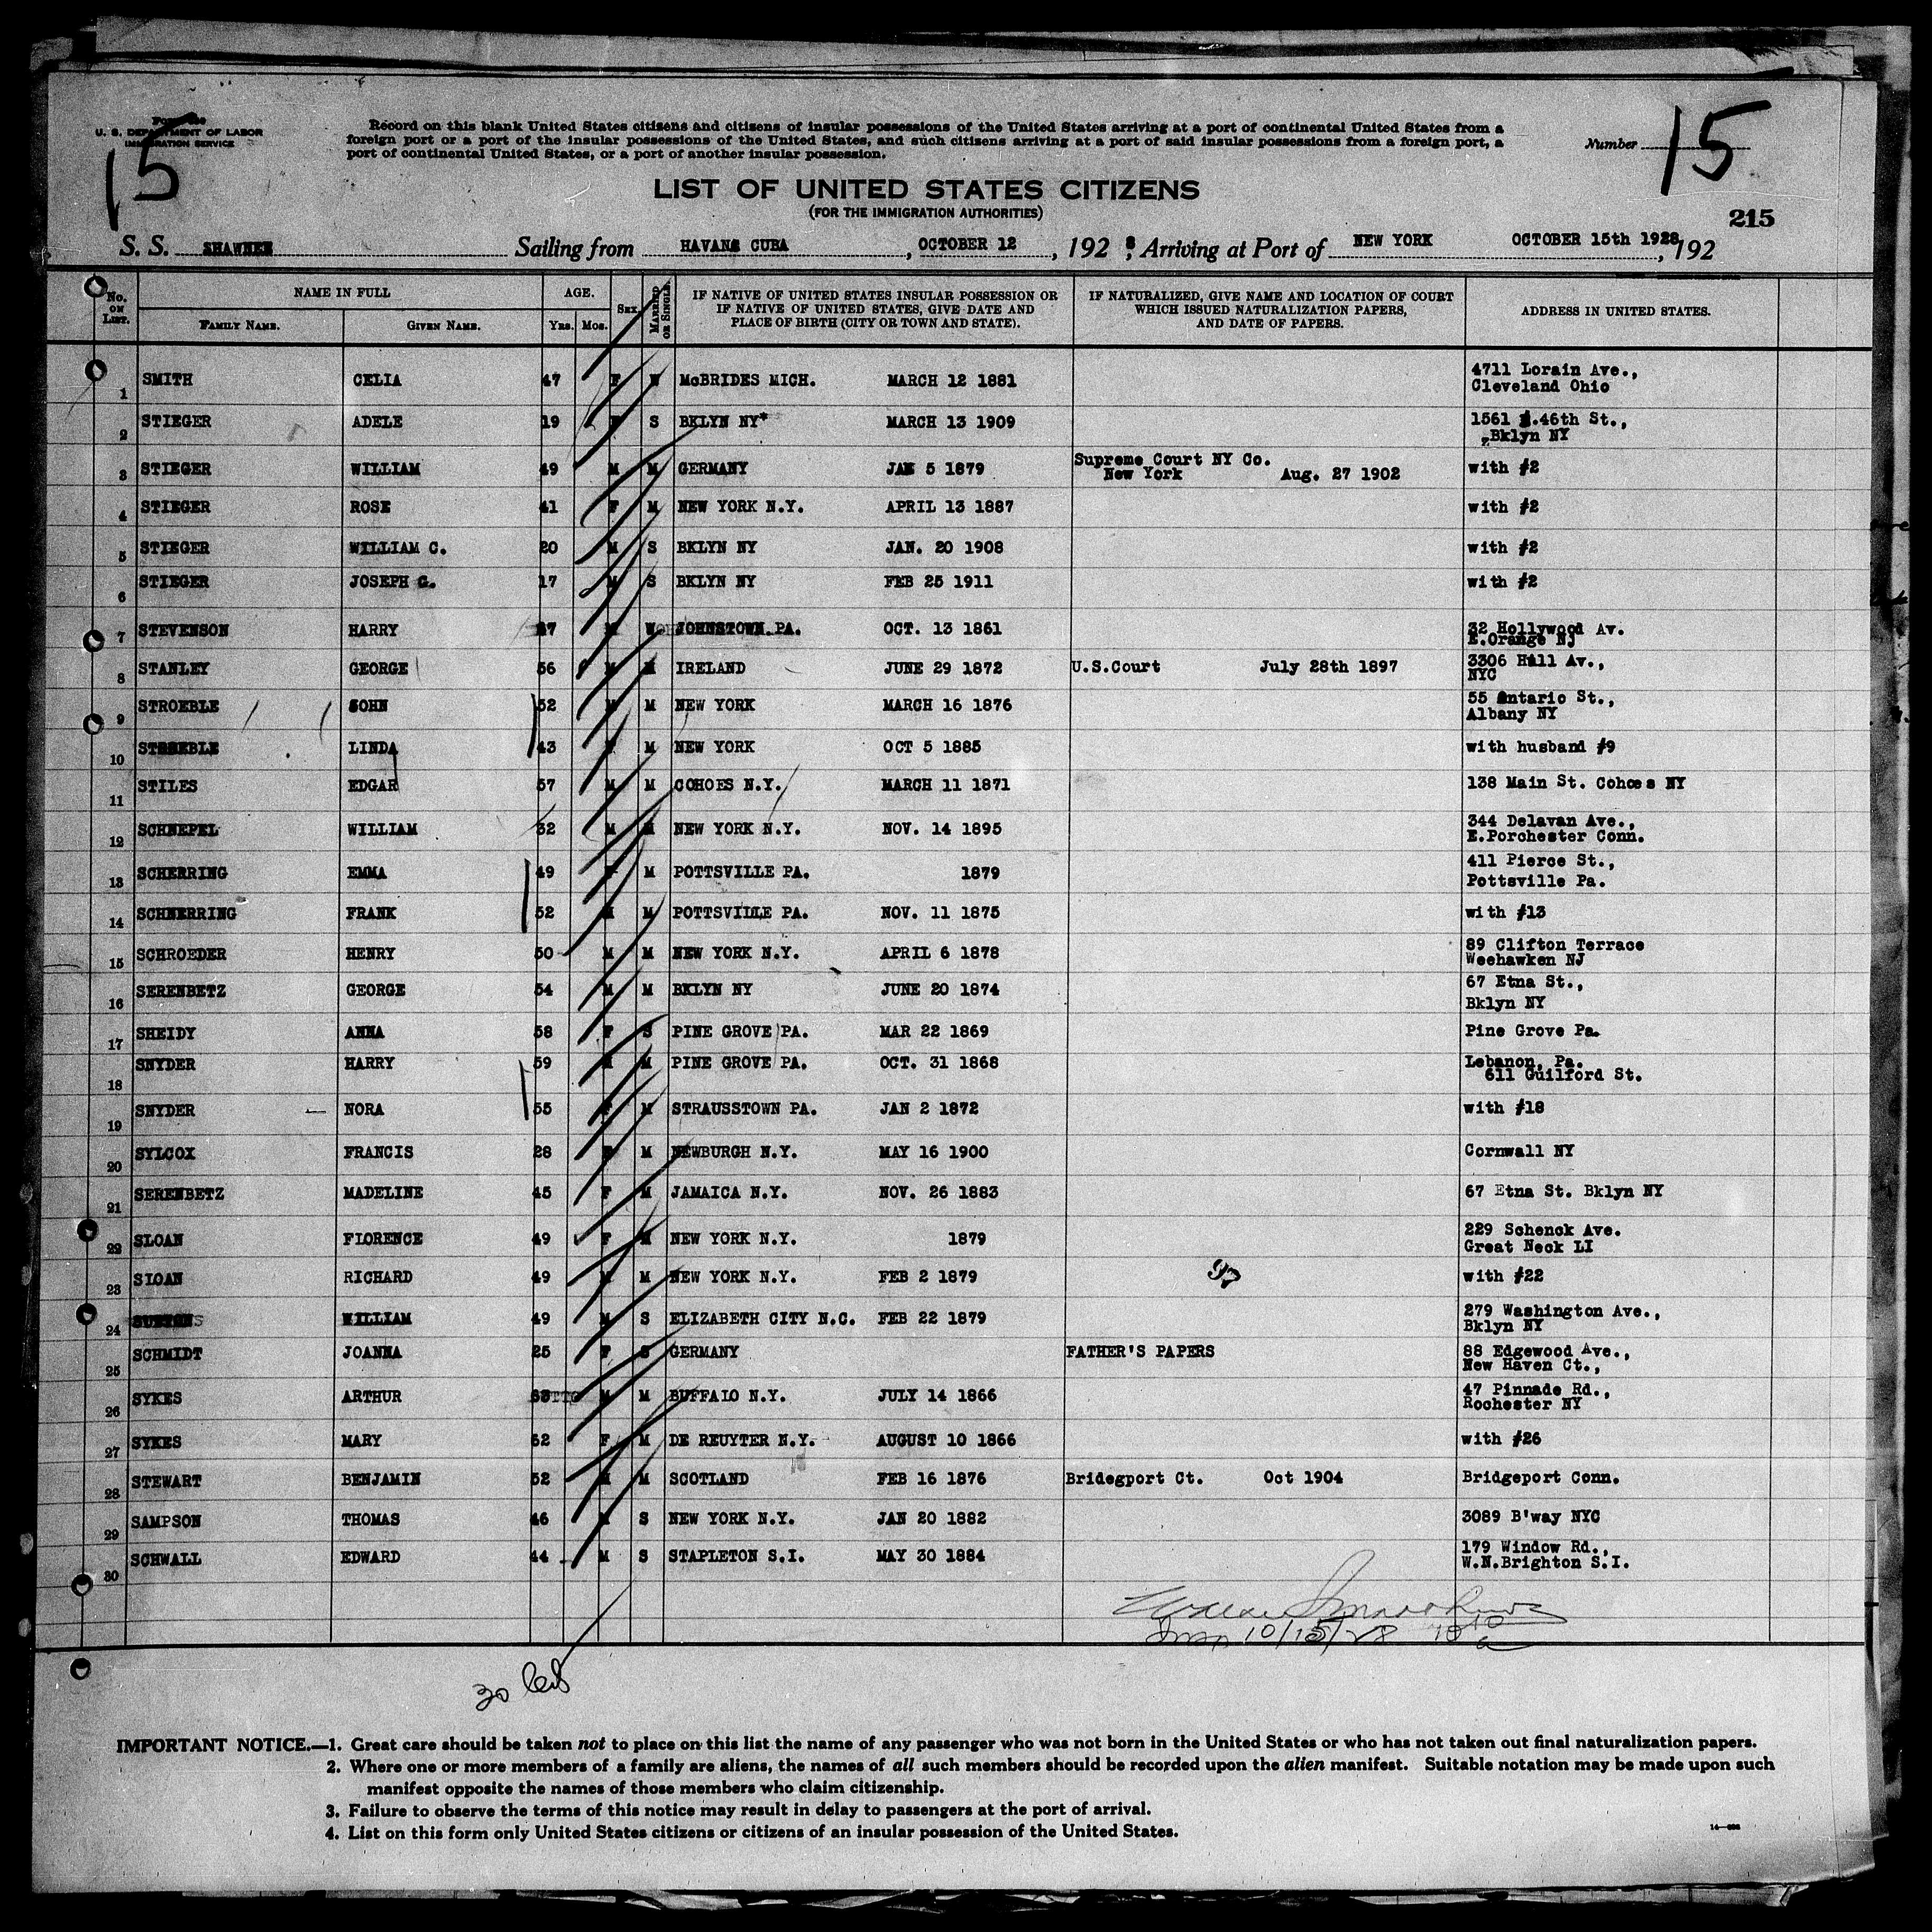 Form 630
U. S. DEPARTMENT OF LABOR
IMMIGRATION SERVICE
15
Record on this blank United States citizens and citizens of insular possessions of the United States arriving at a port of continental United States from a
foreign port or a port of the insular possessions of the United States, and such citizens arriving at a port of said insular possessions from a foreign port, a
port of continental United States, or a port of another insular possession.
Number 15
LIST OF UNITED STATES CITIZENS
(FOR THE IMMIGRATION AUTHORITIES)
215
S. S. SHAWNEE Sailing from HAVANS CUBA, OCTOBER 12, 1928, Arriving at Port of NEW YORK OCTOBER 15th 1928, 192
No. ON LIST. NAME IN FULL FAMILY NAME. GIVEN NAME. AGE. YRS. MOS. SEX MARRIED OR SINGLE. IF NATIVE OF UNITED STATES INSULAR POSSESSION OR IF NATIVE OF UNITED STATES, GIVE DATE AND PLACE OF BIRTH (CITY OR TOWN AND STATE). IF NATURALIZED, GIVE NAME AND LOCATION OF COURT WHICH ISSUED NATURALIZATION PAPERS, AND DATE OF PAPERS. ADDRESS IN UNITED STATES.
1 SMITH CELIA 47 F W McBRIDES MICH. MARCH 12 1881 4711 Lorain Ave., Cleveland Ohio
2 STIEGER ADELE 19 F S BKLYN NY* MARCH 13 1909 1561 .46th St., Bklyn NY
3 STIEGER WILLIAM 49 M M GERMANY JAN 5 1879 Supreme Court NY Co. New York Aug. 27 1902 with #2
4 STIEGER ROSE 41 F M NEW YORK N.Y. APRIL 13 1887 with #2
5 STIEGER WILLIAM C. 20 M S BKLYN NY JAN. 20 1908 with #2
6 STIEGER JOSEPH G. 17 M S BKLYN NY FEB 25 1911 with #2
7 STEVENSON HARRY 47 M W JOHNSTOWN PA. OCT. 13 1861 32 Hollywood Av. E.Orange NJ
8 STANLEY GEORGE 56 M M IRELAND JUNE 29 1872 U.S.Court July 28th 1897 3306 Hall Av., NYC
9 STROEBLE JOHN 52 M M NEW YORK MARCH 16 1876 55 Ontario St., Albany NY
10 STROEBLE LINDA 43 F M NEW YORK OCT 5 1885 with husband #9
11 STILES EDGAR 57 M M COHOES N.Y. MARCH 11 1871 138 Main St. Cohoes NY
12 SCHNEPEL WILLIAM 32 M M NEW YORK N.Y. NOV. 14 1895 344 Delavan Ave., E.Porchester Conn.
13 SCHERRING EMMA 49 F M POTTSVILLE PA. 1879 411 Pierce St., Pottsville Pa.
14 SCHNERRING FRANK 52 M M POTTSVILLE PA. NOV. 11 1875 with #13
15 SCHROEDER HENRY 50 M M NEW YORK N.Y. APRIL 6 1878 89 Clifton Terrace Weehawken NJ
16 SERENBETZ GEORGE 54 M M BKLYN NY JUNE 20 1874 67 Etna St., Bklyn NY
17 SHEIDY ANNA 58 F S PINE GROVE PA. MAR 22 1869 Pine Grove Pa.
18 SNYDER HARRY 59 M M PINE GROVE PA. OCT. 31 1868 Lebanon, Pa. 611 Guilford St.
19 SNYDER NORA 55 F M STRAUSSTOWN PA. JAN 2 1872 with #18
20 SYLCOX FRANCIS 28 F M NEWBURGH N.Y. MAY 16 1900 Cornwall NY
21 SERENBETZ MADELINE 45 F M JAMAICA N.Y. NOV. 26 1883 67 Etna St. Bklyn NY
22 SLOAN FLORENCE 49 F M NEW YORK N.Y. 1879 229 Schenck Ave. Great Neck LI
23 SLOAN RICHARD 49 M M NEW YORK N.Y. FEB 2 1879 97 with #22
24 WILLIAM 49 M S ELIZABETH CITY N.C. FEB 22 1879 279 Washington Ave., Bklyn NY
25 SCHMIDT JOANNA 25 F S GERMANY FATHER'S PAPERS 88 Edgewood Ave., New Haven Ct.,
26 SYKES ARTHUR M M BUFFALO N.Y. JULY 14 1866 47 Pinnade Rd., Rochester NY
27 SYKES MARY 52 F M DE REUYTER N.Y. AUGUST 10 1866 with #26
28 STEWART BENJAMIN 52 M M SCOTLAND FEB 16 1876 Bridegport Ct. Oct 1904 Bridgeport Conn.
29 SAMPSON THOMAS 46 M S NEW YORK N.Y. JAN 20 1882 3089 B'way NYC
30 SCHWALL EDWARD 44 M S STAPLETON S.I. MAY 30 1884 179 Window Rd., W.N.Brighton S.I.
10/15/28
30
IMPORTANT NOTICE.—1. Great care should be taken not to place on this list the name of any passenger who was not born in the United States or who has not taken out final naturalization papers.
2. Where one or more members of a family are aliens, the names of all such members should be recorded upon the alien manifest. Suitable notation may be made upon such
manifest opposite the names of those members who claim citizenship.
3. Failure to observe the terms of this notice may result in delay to passengers at the port of arrival.
4. List on this form only United States citizens or citizens of an insular possession of the United States.